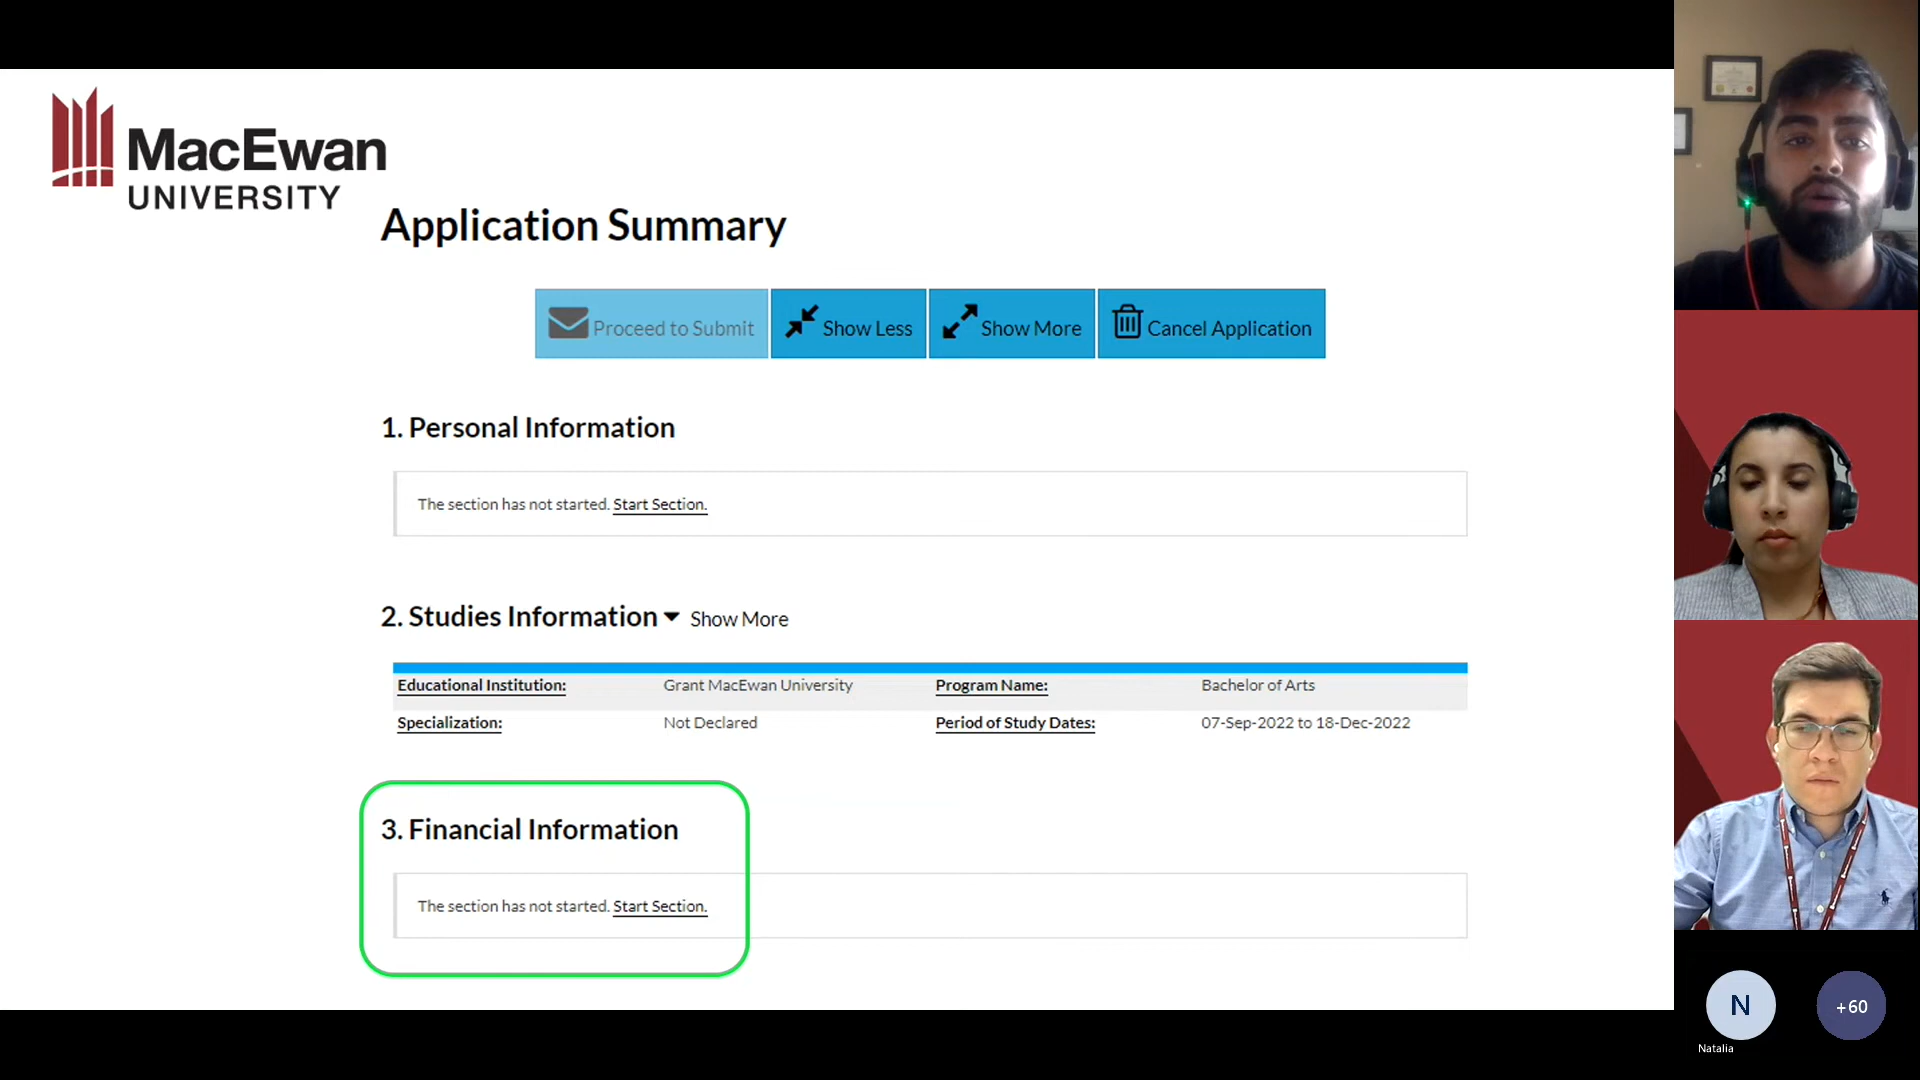 MacEwan
UNIVERSITY
Application Summary
Proceed to Submit
Show Less
Show More
Cancel Application
1. Personal Information
The section has not started. Start Section.
2. Studies Information Show More
Educational Institution: Grant MacEwan University Program Name: Bachelor of Arts
Specialization: Not Declared Period of Study Dates: 07-Sep-2022 to 18-Dec-2022
3. Financial Information
The section has not started. Start Section.
N
+60
Natalia